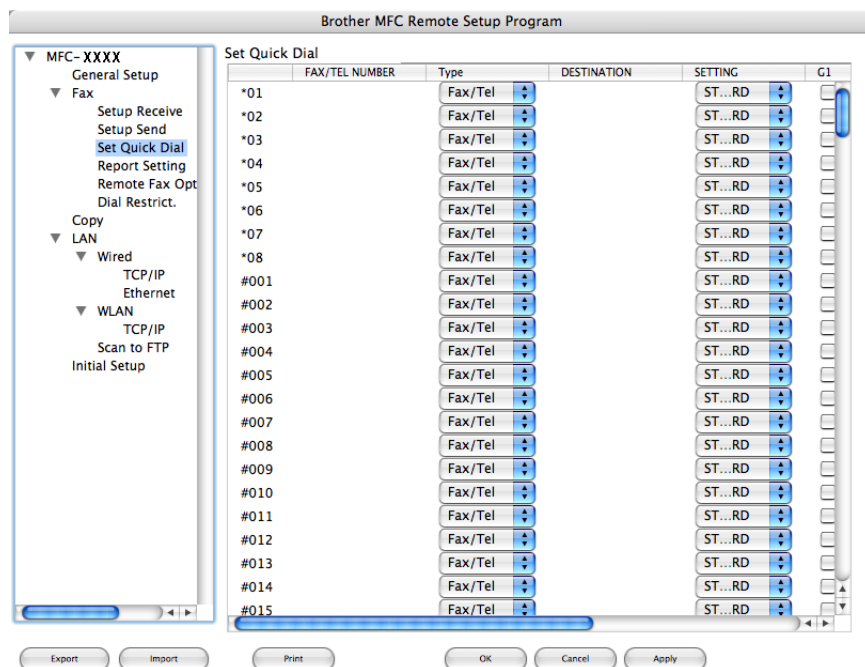 Brother MFC Remote Setup Program
MFC-XXXX
General Setup
Fax
Setup Receive
Setup Send
Set Quick Dial
Report Setting
Remote Fax Opt
Dial Restrict.
Copy
LAN
Wired
TCP/IP
Ethernet
WLAN
TCP/IP
Scan to FTP
Initial Setup
Set Quick Dial
FAX/TEL NUMBER Type DESTINATION SETTING G1
*01 Fax/Tel ST...RD
*02 Fax/Tel ST...RD
*03 Fax/Tel ST...RD
*04 Fax/Tel ST...RD
*05 Fax/Tel ST...RD
*06 Fax/Tel ST...RD
*07 Fax/Tel ST...RD
*08 Fax/Tel ST...RD
#001 Fax/Tel ST...RD
#002 Fax/Tel ST...RD
#003 Fax/Tel ST...RD
#004 Fax/Tel ST...RD
#005 Fax/Tel ST...RD
#006 Fax/Tel ST...RD
#007 Fax/Tel ST...RD
#008 Fax/Tel ST...RD
#009 Fax/Tel ST...RD
#010 Fax/Tel ST...RD
#011 Fax/Tel ST...RD
#012 Fax/Tel ST...RD
#013 Fax/Tel ST...RD
#014 Fax/Tel ST...RD
#015 Fax/Tel ST...RD
Export Import Print OK Cancel Apply